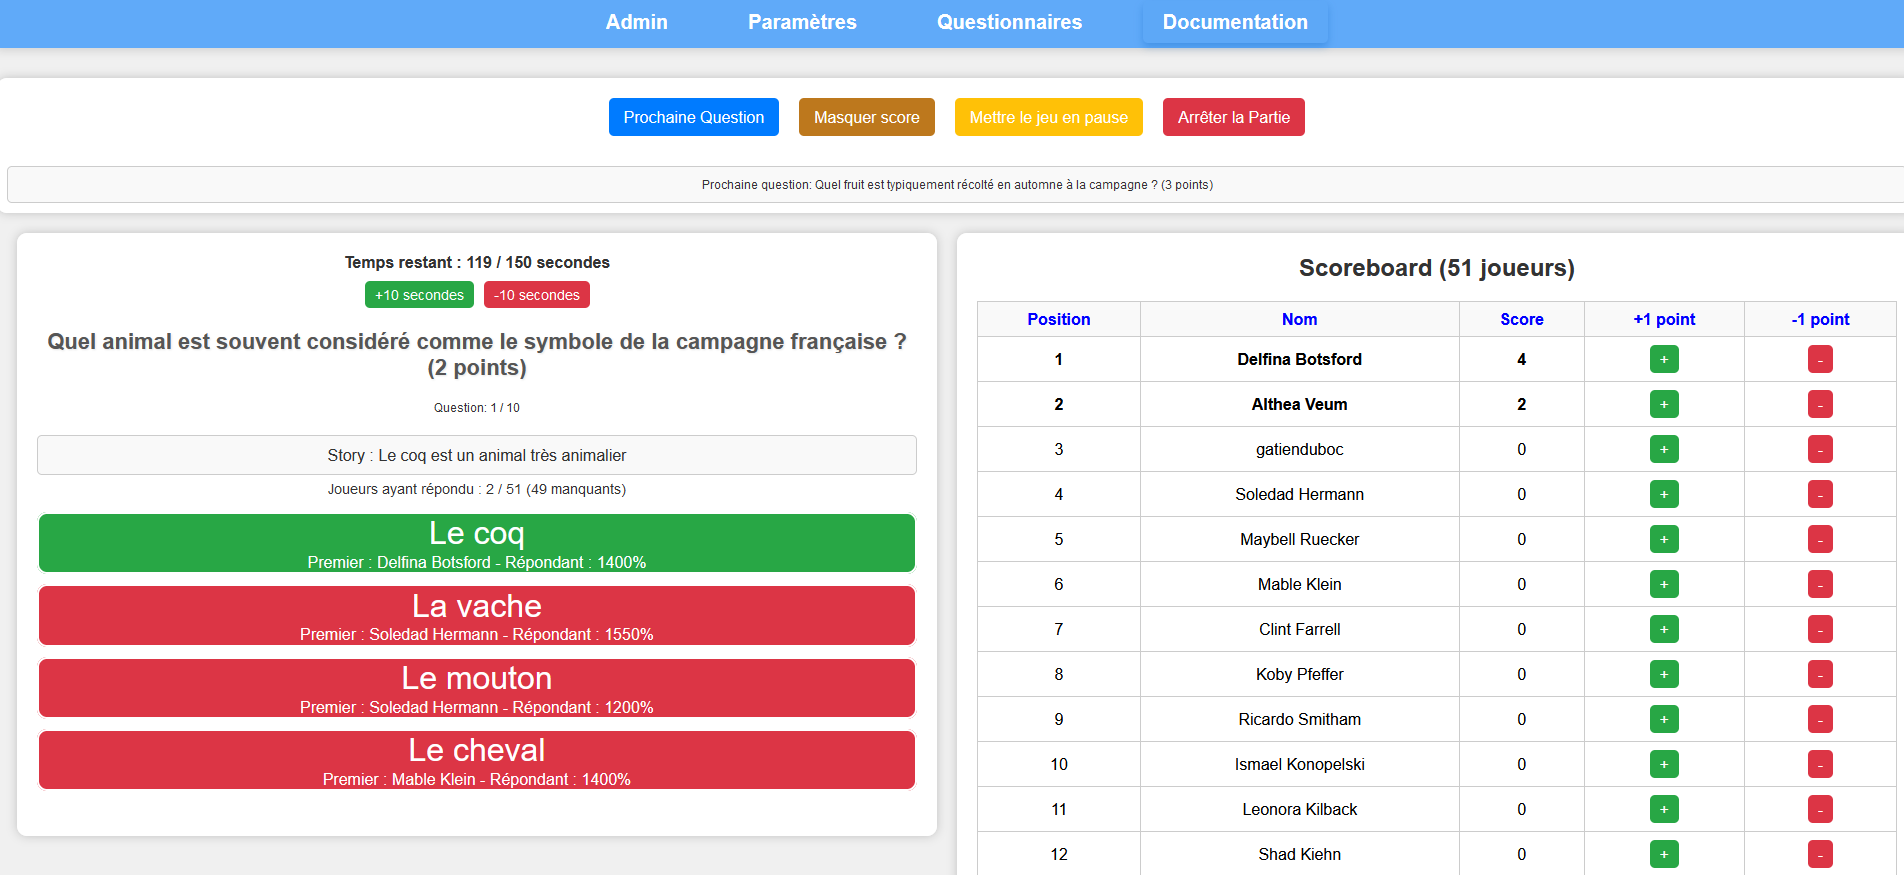 Admin Paramètres Questionnaires Documentation
Prochaine Question Masquer score Mettre le jeu en pause Arrêter la Partie
Prochaine question: Quel fruit est typiquement récolté en automne à la campagne ? (3 points)
Temps restant : 119 / 150 secondes
+10 secondes -10 secondes
Quel animal est souvent considéré comme le symbole de la campagne française ?
(2 points)
Question: 1 / 10
Story : Le coq est un animal très animalier
Joueurs ayant répondu : 2 / 51 (49 manquants)
Le coq
Premier : Delfina Botsford - Répondant : 1400%
La vache
Premier : Soledad Hermann - Répondant : 1550%
Le mouton
Premier : Soledad Hermann - Répondant : 1200%
Le cheval
Premier : Mable Klein - Répondant : 1400%
Scoreboard (51 joueurs)
Position Nom Score +1 point -1 point
1 Delfina Botsford 4 + -
2 Althea Veum 2 + -
3 gatienduboc 0 + -
4 Soledad Hermann 0 + -
5 Maybell Ruecker 0 + -
6 Mable Klein 0 + -
7 Clint Farrell 0 + -
8 Koby Pfeffer 0 + -
9 Ricardo Smitham 0 + -
10 Ismael Konopelski 0 + -
11 Leonora Kilback 0 + -
12 Shad Kiehn 0 + -